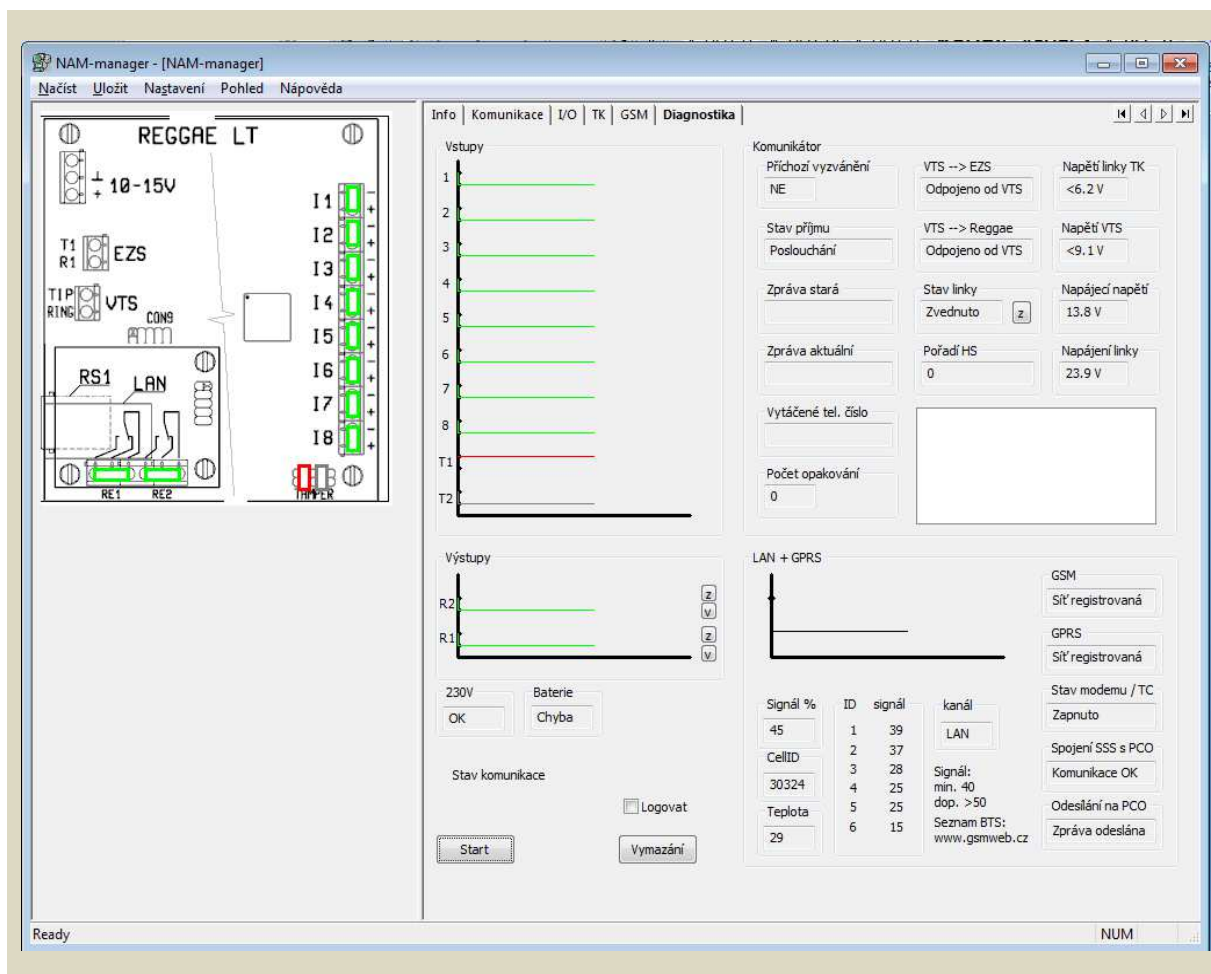 NAM-manager - [NAM-manager]
Načíst Uložit Nastavení Pohled Nápověda
REGGAE LT
10-15V
+
T1
R1
EZS
TIP
RING
VTS
CON9
RS1
LAN
RE1
RE2
I1 - +
I2 - +
I3 - +
I4 - +
I5 - +
I6 - +
I7 - +
I8 - +
TAMPER
Info Komunikace I/O TK GSM Diagnostika
Vstupy
1
2
3
4
5
6
7
8
T1
T2
Komunikátor
Příchozí vyzvánění
NE
VTS --> EZS
Odpojeno od VTS
Napětí linky TK
<6.2 V
Stav příjmu
Poslouchání
VTS --> Reggae
Odpojeno od VTS
Napětí VTS
<9.1 V
Zpráva stará
Stav linky
Zvednuto
z
Napájecí napětí
13.8 V
Zpráva aktuální
Pořadí HS
0
Napájení linky
23.9 V
Vytáčené tel. číslo
Počet opakování
0
Výstupy
R2
z
v
R1
z
v
230V
OK
Baterie
Chyba
Stav komunikace
Logovat
Start
Vymazání
LAN + GPRS
GSM
Síť registrovaná
GPRS
Síť registrovaná
Stav modemu / TC
Zapnuto
Spojení SSS s PCO
Komunikace OK
Odesílání na PCO
Zpráva odeslána
Signál %
45
CellID
30324
Teplota
29
ID signál
1 39
2 37
3 28
4 25
5 25
6 15
kanál
LAN
Signál:
min. 40
dop. >50
Seznam BTS:
www.gsmweb.cz
Ready
NUM